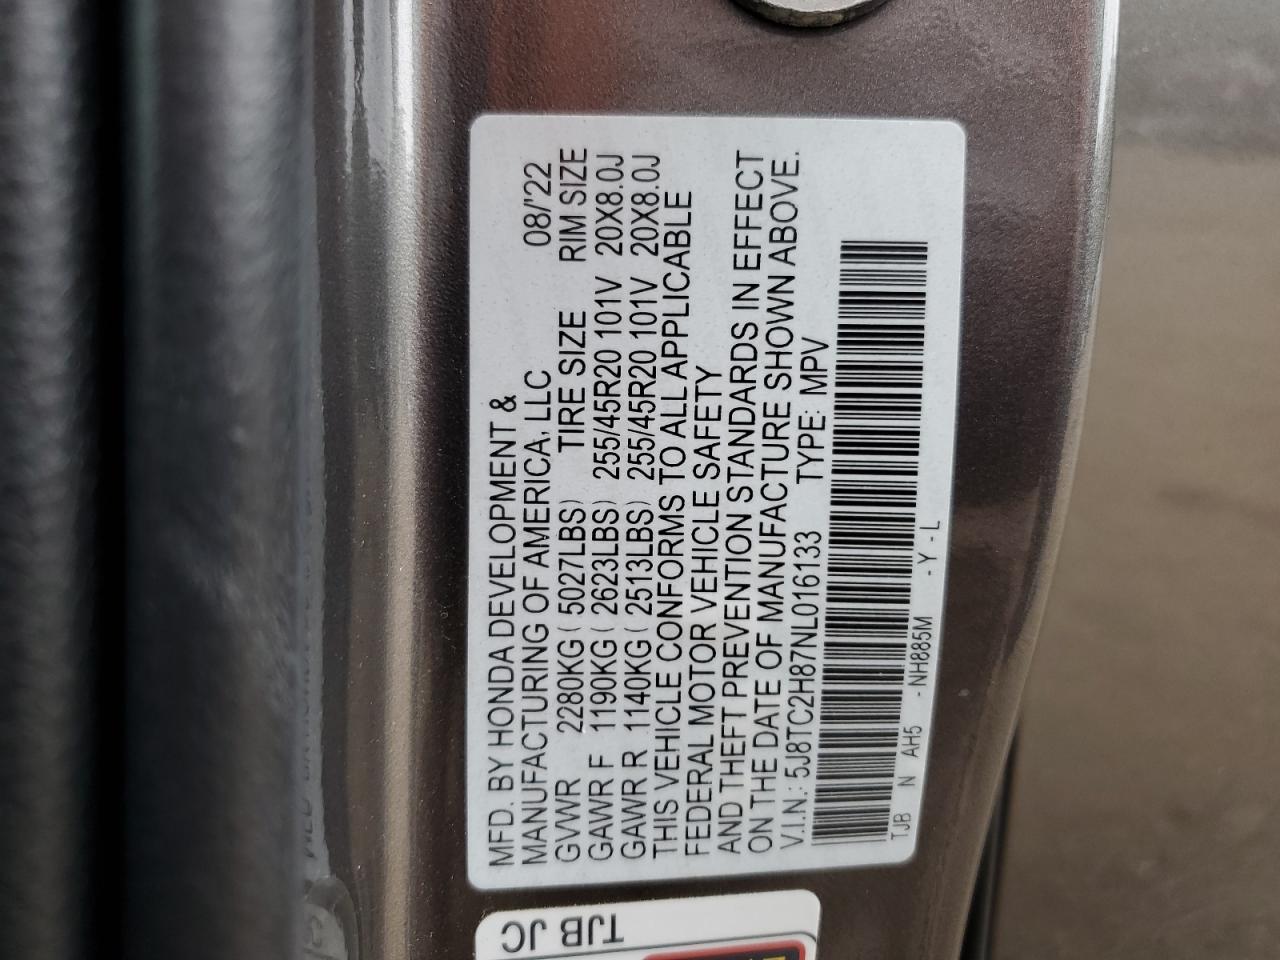 MFD. BY HONDA DEVELOPMENT &
MANUFACTURING OF AMERICA, LLC 08/'22
GVWR 2280KG ( 5027LBS) TIRE SIZE RIM SIZE
GAWR F 1190KG ( 2623LBS) 255/45R20 101V 20X8.0J
GAWR R 1140KG ( 2513LBS) 255/45R20 101V 20X8.0J
THIS VEHICLE CONFORMS TO ALL APPLICABLE
FEDERAL MOTOR VEHICLE SAFETY
AND THEFT PREVENTION STANDARDS IN EFFECT
ON THE DATE OF MANUFACTURE SHOWN ABOVE.
V.I.N.: 5J8TC2H87NL016133 TYPE: MPV
TJB N AH5 - NH885M - Y - L
TJB JC